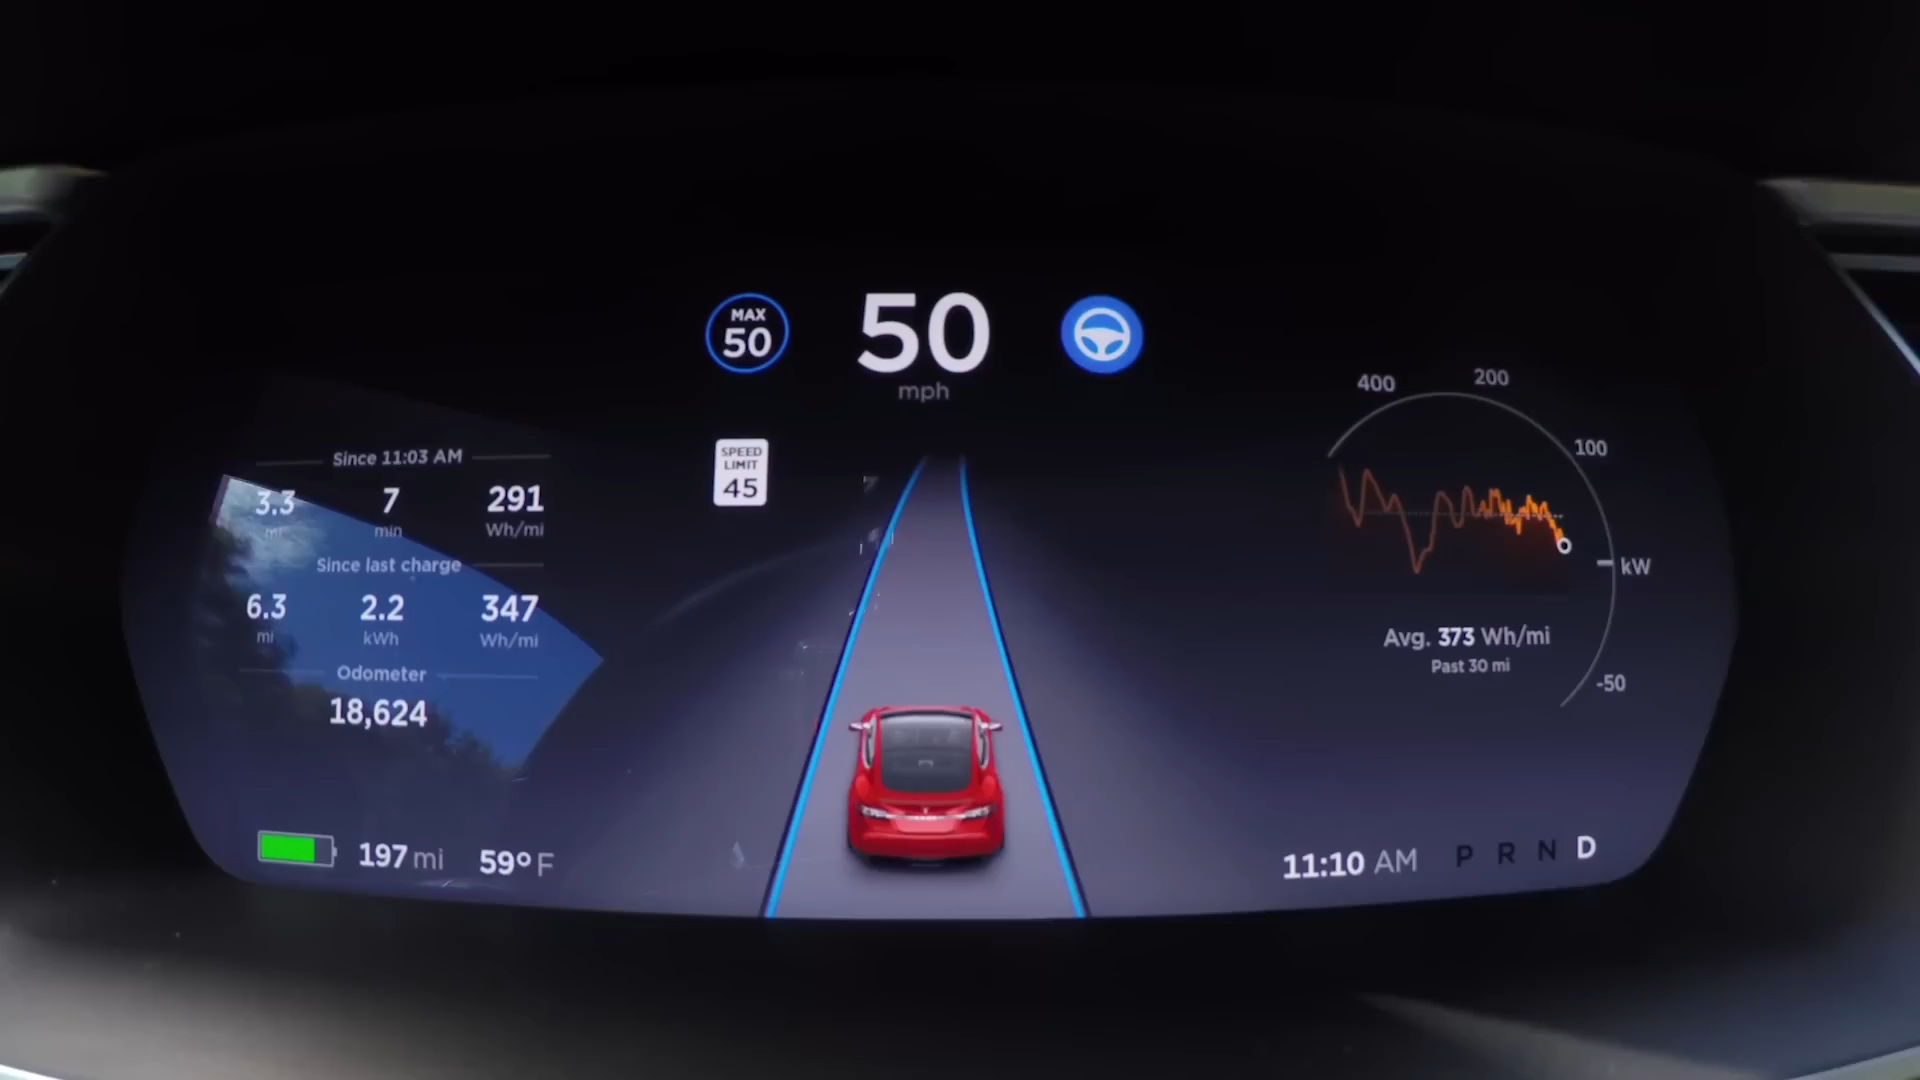 MAX
50
50
mph
SPEED
LIMIT
45
Since 11:03 AM
3.3 7 291
mi min Wh/mi
Since last charge
6.3 2.2 347
mi kWh Wh/mi
Odometer
18,624
197 mi 59°F
400 200
100
kW
-50
Avg. 373 Wh/mi
Past 30 mi
11:10 AM P R N D